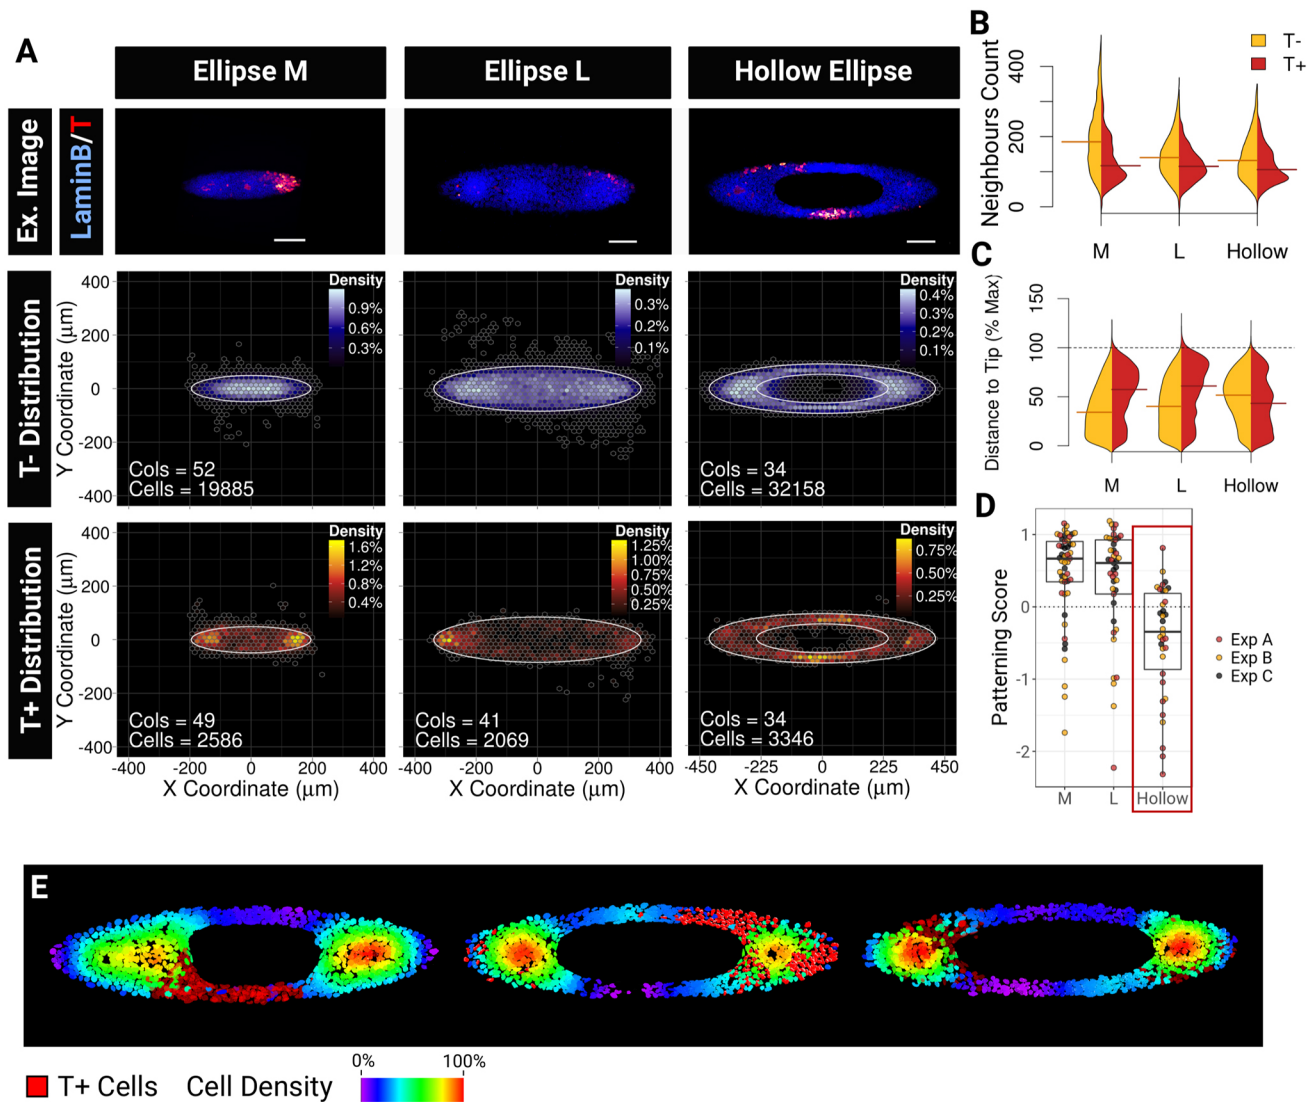 A
Ellipse M
Ellipse L
Hollow Ellipse
Ex. Image
LaminB/T
T- Distribution
Y Coordinate (μm)
400
200
0
-200
-400
Density
0.9%
0.6%
0.3%
Cols = 52
Cells = 19885
Density
0.3%
0.2%
0.1%
Density
0.4%
0.3%
0.2%
0.1%
Cols = 34
Cells = 32158
T+ Distribution
Y Coordinate (μm)
400
200
0
-200
-400
Density
1.6%
1.2%
0.8%
0.4%
Cols = 49
Cells = 2586
Density
1.25%
1.00%
0.75%
0.50%
0.25%
Cols = 41
Cells = 2069
Density
0.75%
0.50%
0.25%
Cols = 34
Cells = 3346
-400 -200 0 200 400
X Coordinate (μm)
-400 -200 0 200 400
X Coordinate (μm)
-450 -225 0 225 450
X Coordinate (μm)
B
T-
T+
Neighbours Count
400
200
0
M L Hollow
C
Distance to Tip (% Max)
150
100
50
0
M L Hollow
D
Patterning Score
1
0
-1
-2
M L Hollow
Exp A
Exp B
Exp C
E
T+ Cells
Cell Density
0% 100%